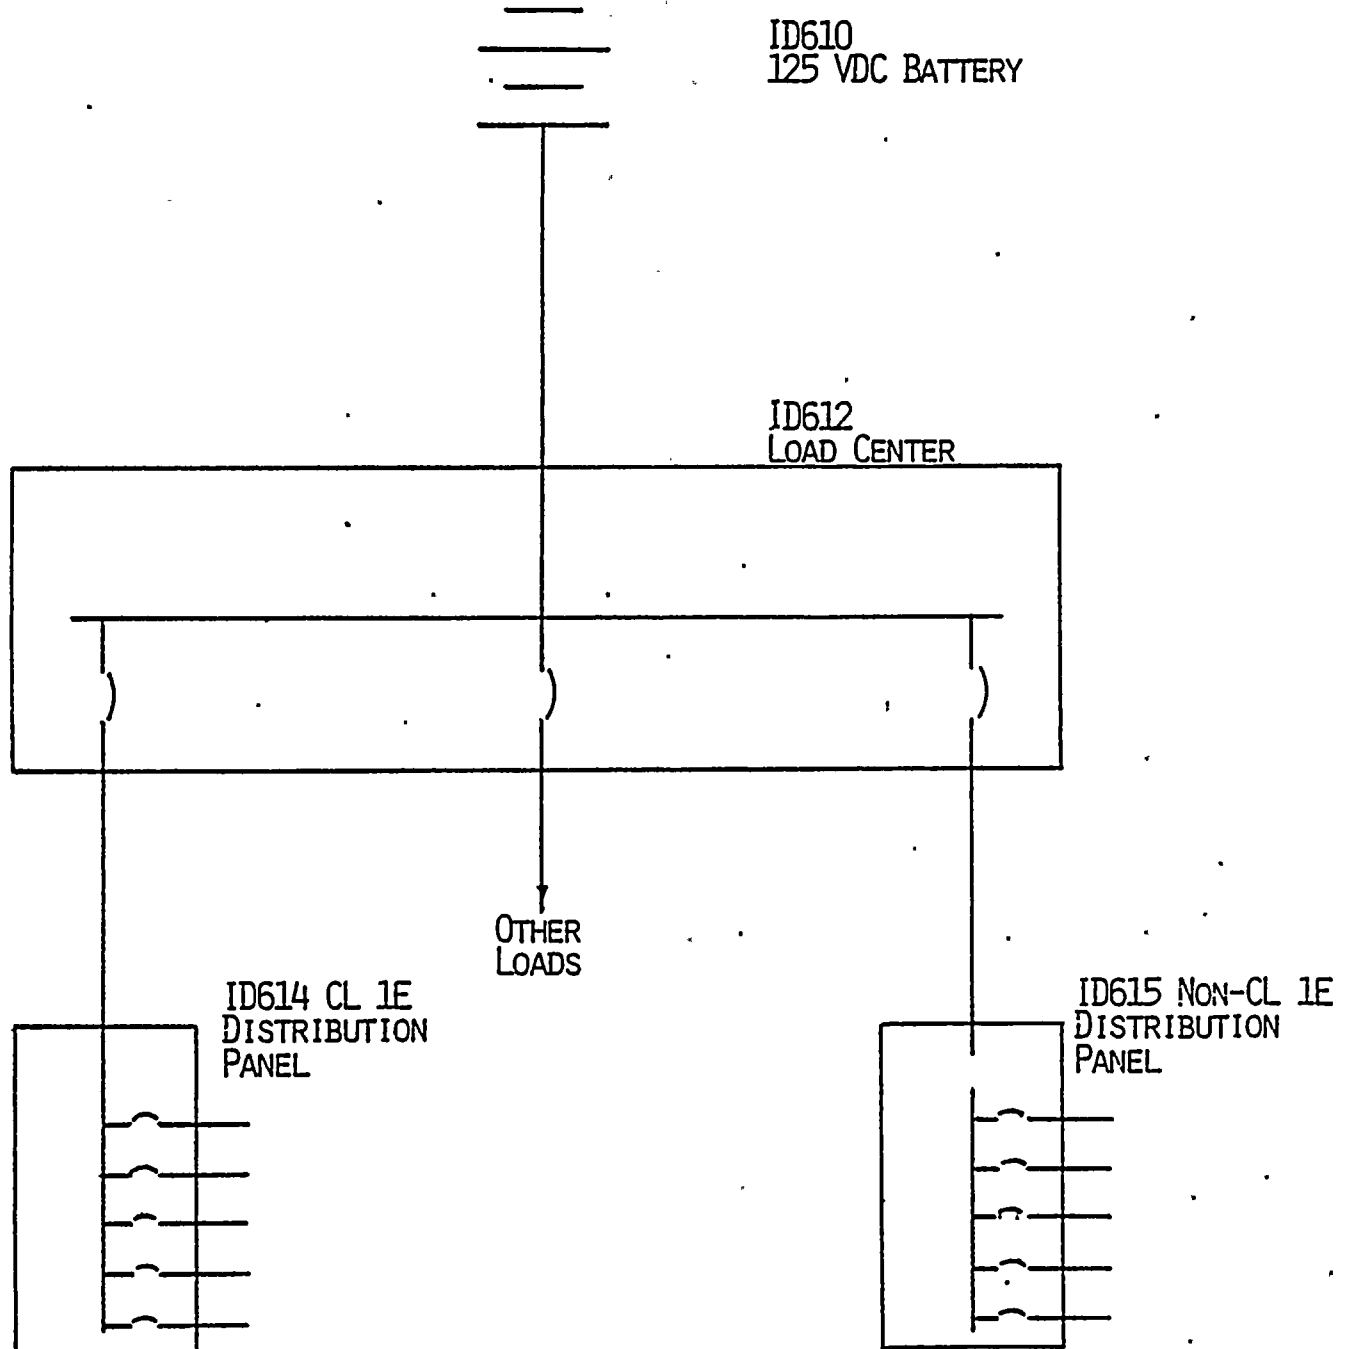 ID610
125 VDC BATTERY
ID612
LOAD CENTER
OTHER
LOADS
ID614 CL 1E
DISTRIBUTION
PANEL
ID615 NON-CL 1E
DISTRIBUTION
PANEL